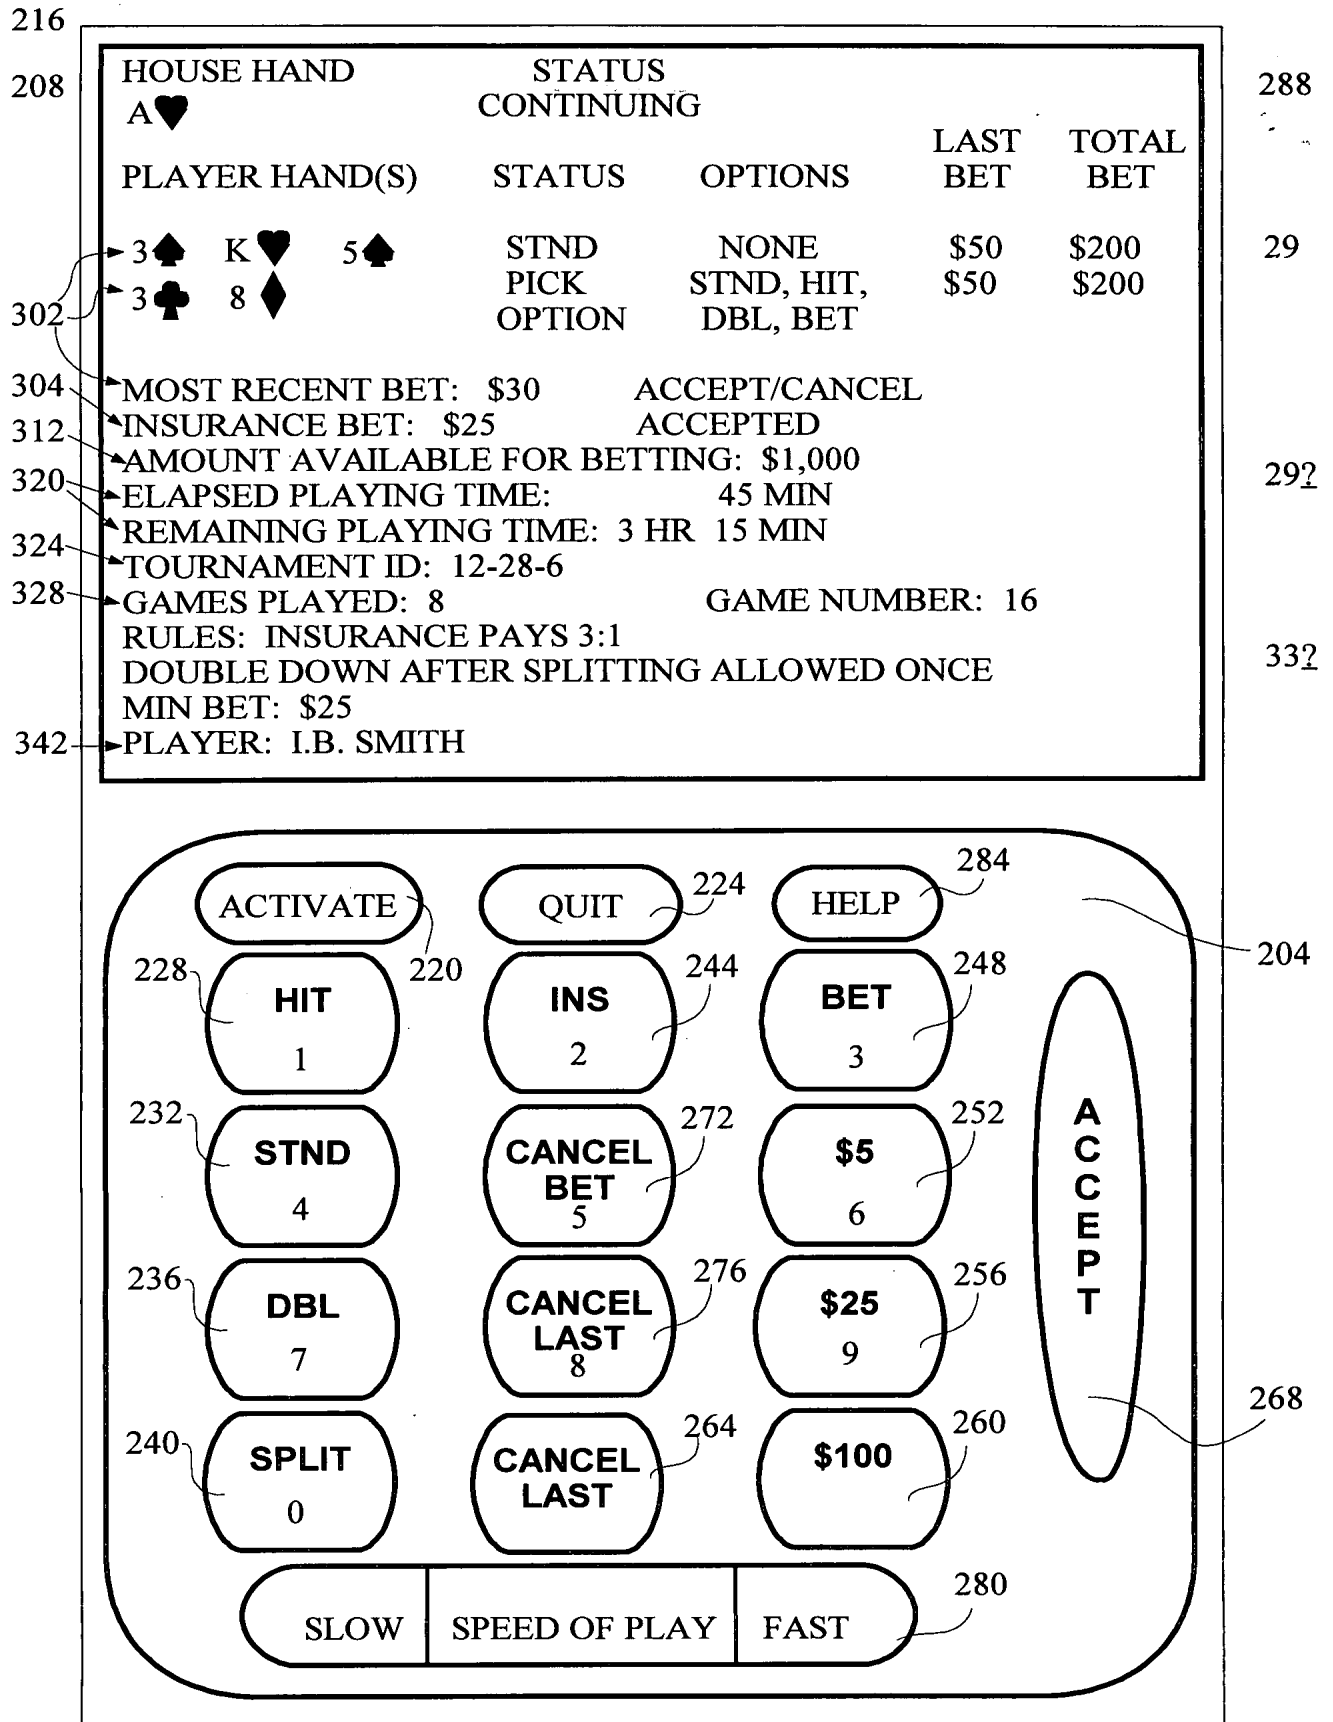 216
208
HOUSE HAND STATUS 288
A♥ CONTINUING
LAST TOTAL
PLAYER HAND(S) STATUS OPTIONS BET BET
3♠ K♥ 5♠ STND NONE $50 $200 29
3♣ 8♦ PICK STND, HIT, $50 $200
302 OPTION DBL, BET
304 MOST RECENT BET: $30 ACCEPT/CANCEL
312 INSURANCE BET: $25 ACCEPTED
AMOUNT AVAILABLE FOR BETTING: $1,000
320 ELAPSED PLAYING TIME: 45 MIN 29?
REMAINING PLAYING TIME: 3 HR 15 MIN
324 TOURNAMENT ID: 12-28-6
328 GAMES PLAYED: 8 GAME NUMBER: 16
RULES: INSURANCE PAYS 3:1
DOUBLE DOWN AFTER SPLITTING ALLOWED ONCE 33?
MIN BET: $25
342 PLAYER: I.B. SMITH
ACTIVATE QUIT 224 HELP 284
220 204
228 HIT INS 244 BET 248
1 2 3
232 STND CANCEL BET 272 $5 252
4 5 6
236 DBL CANCEL LAST 276 $25 256
7 8 9
240 SPLIT CANCEL LAST 264 $100 260
0
ACCEPT 268
SLOW SPEED OF PLAY FAST 280